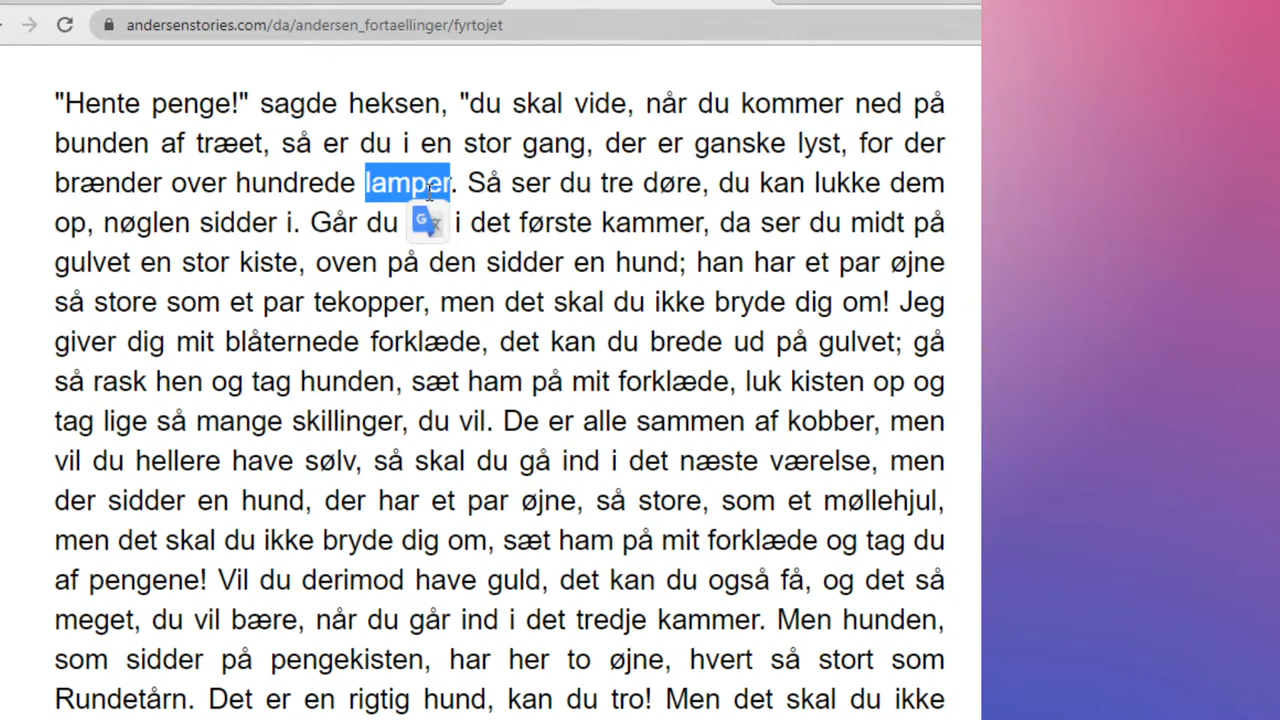 andersenstories.com/da/andersen_fortaellinger/fyrtojet
"Hente penge!" sagde heksen, "du skal vide, når du kommer ned på
bunden af træet, så er du i en stor gang, der er ganske lyst, for der
brænder over hundrede lamper. Så ser du tre døre, du kan lukke dem
op, nøglen sidder i. Går du i det første kammer, da ser du midt på
gulvet en stor kiste, oven på den sidder en hund; han har et par øjne
så store som et par tekopper, men det skal du ikke bryde dig om! Jeg
giver dig mit blåternede forklæde, det kan du brede ud på gulvet; gå
så rask hen og tag hunden, sæt ham på mit forklæde, luk kisten op og
tag lige så mange skillinger, du vil. De er alle sammen af kobber, men
vil du hellere have sølv, så skal du gå ind i det næste værelse, men
der sidder en hund, der har et par øjne, så store, som et møllehjul,
men det skal du ikke bryde dig om, sæt ham på mit forklæde og tag du
af pengene! Vil du derimod have guld, det kan du også få, og det så
meget, du vil bære, når du går ind i det tredje kammer. Men hunden,
som sidder på pengekisten, har her to øjne, hvert så stort som
Rundetårn. Det er en rigtig hund, kan du tro! Men det skal du ikke